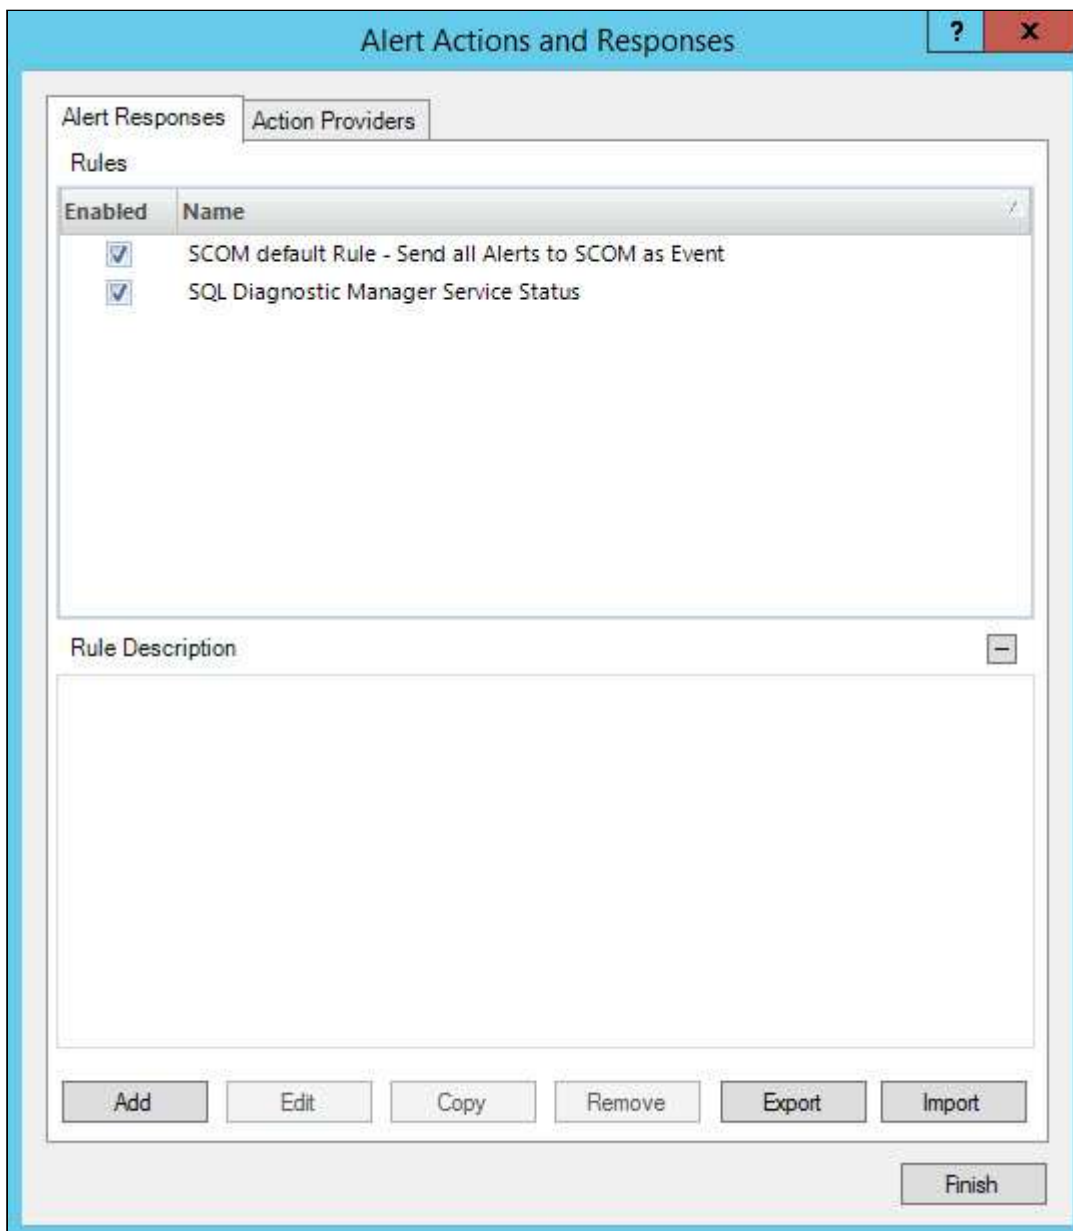 Alert Actions and Responses
?
x
Alert Responses
Action Providers
Rules
Enabled Name
SCOM default Rule - Send all Alerts to SCOM as Event
SQL Diagnostic Manager Service Status
Rule Description
Add Edit Copy Remove Export Import
Finish